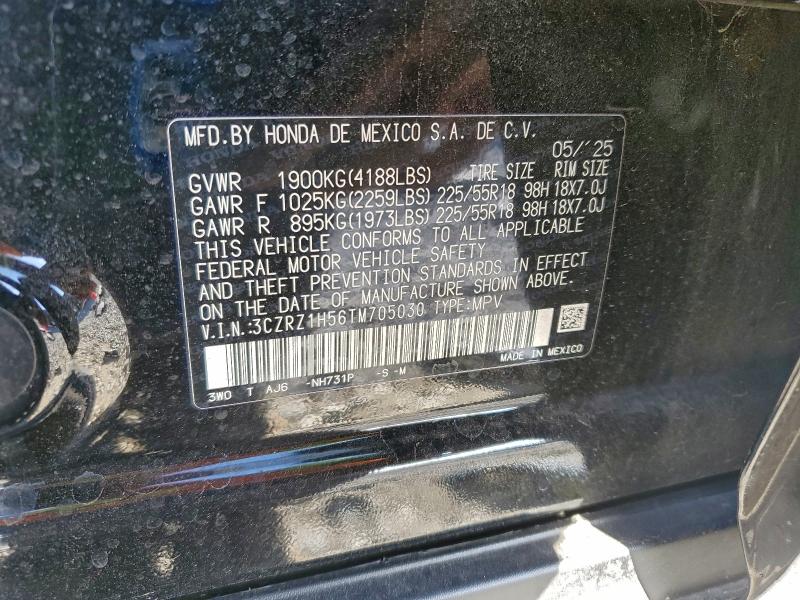 MFD.BY HONDA DE MEXICO S.A. DE C.V.
05/'25
GVWR 1900KG(4188LBS) TIRE SIZE RIM SIZE
GAWR F 1025KG(2259LBS) 225/55R18 98H 18X7.0J
GAWR R 895KG(1973LBS) 225/55R18 98H 18X7.0J
THIS VEHICLE CONFORMS TO ALL APPLICABLE
FEDERAL MOTOR VEHICLE SAFETY
AND THEFT PREVENTION STANDARDS IN EFFECT
ON THE DATE OF MANUFACTURE SHOWN ABOVE.
V.I.N.:3CZRZ1H56TM705030 TYPE:MPV
MADE IN MEXICO
3W0 T AJ6 -NH731P -S -M